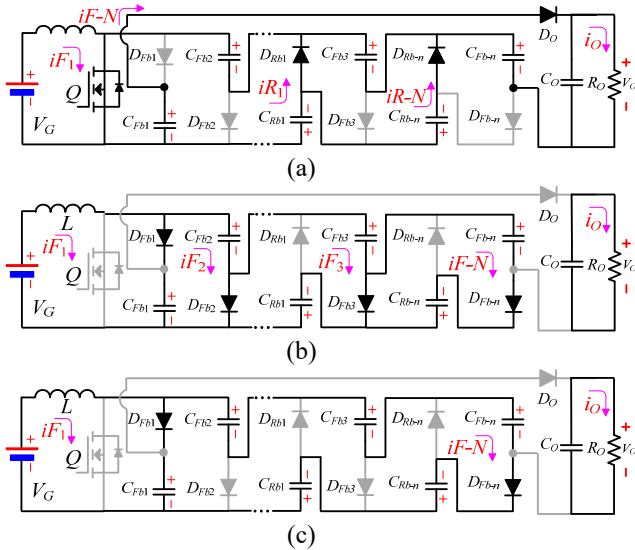 iF-N
iF1
Q
VG
DFb1
CFb1
CFb2
DFb2
DRb1
iR1
CRb1
CFb3
DFb3
DRb-n
iR-N
CRb-n
CFb-n
DFb-n
DO
iO
CO
RO
VO
(a)
L
iF1
Q
VG
DFb1
CFb1
CFb2
iF2
DFb2
DRb1
CRb1
CFb3
iF3
DFb3
DRb-n
iF-N
CRb-n
CFb-n
DFb-n
DO
iO
CO
RO
VO
(b)
L
iF1
Q
VG
DFb1
CFb1
CFb2
DFb2
DRb1
CRb1
CFb3
DFb3
DRb-n
iF-N
CRb-n
CFb-n
DFb-n
DO
iO
CO
RO
VO
(c)